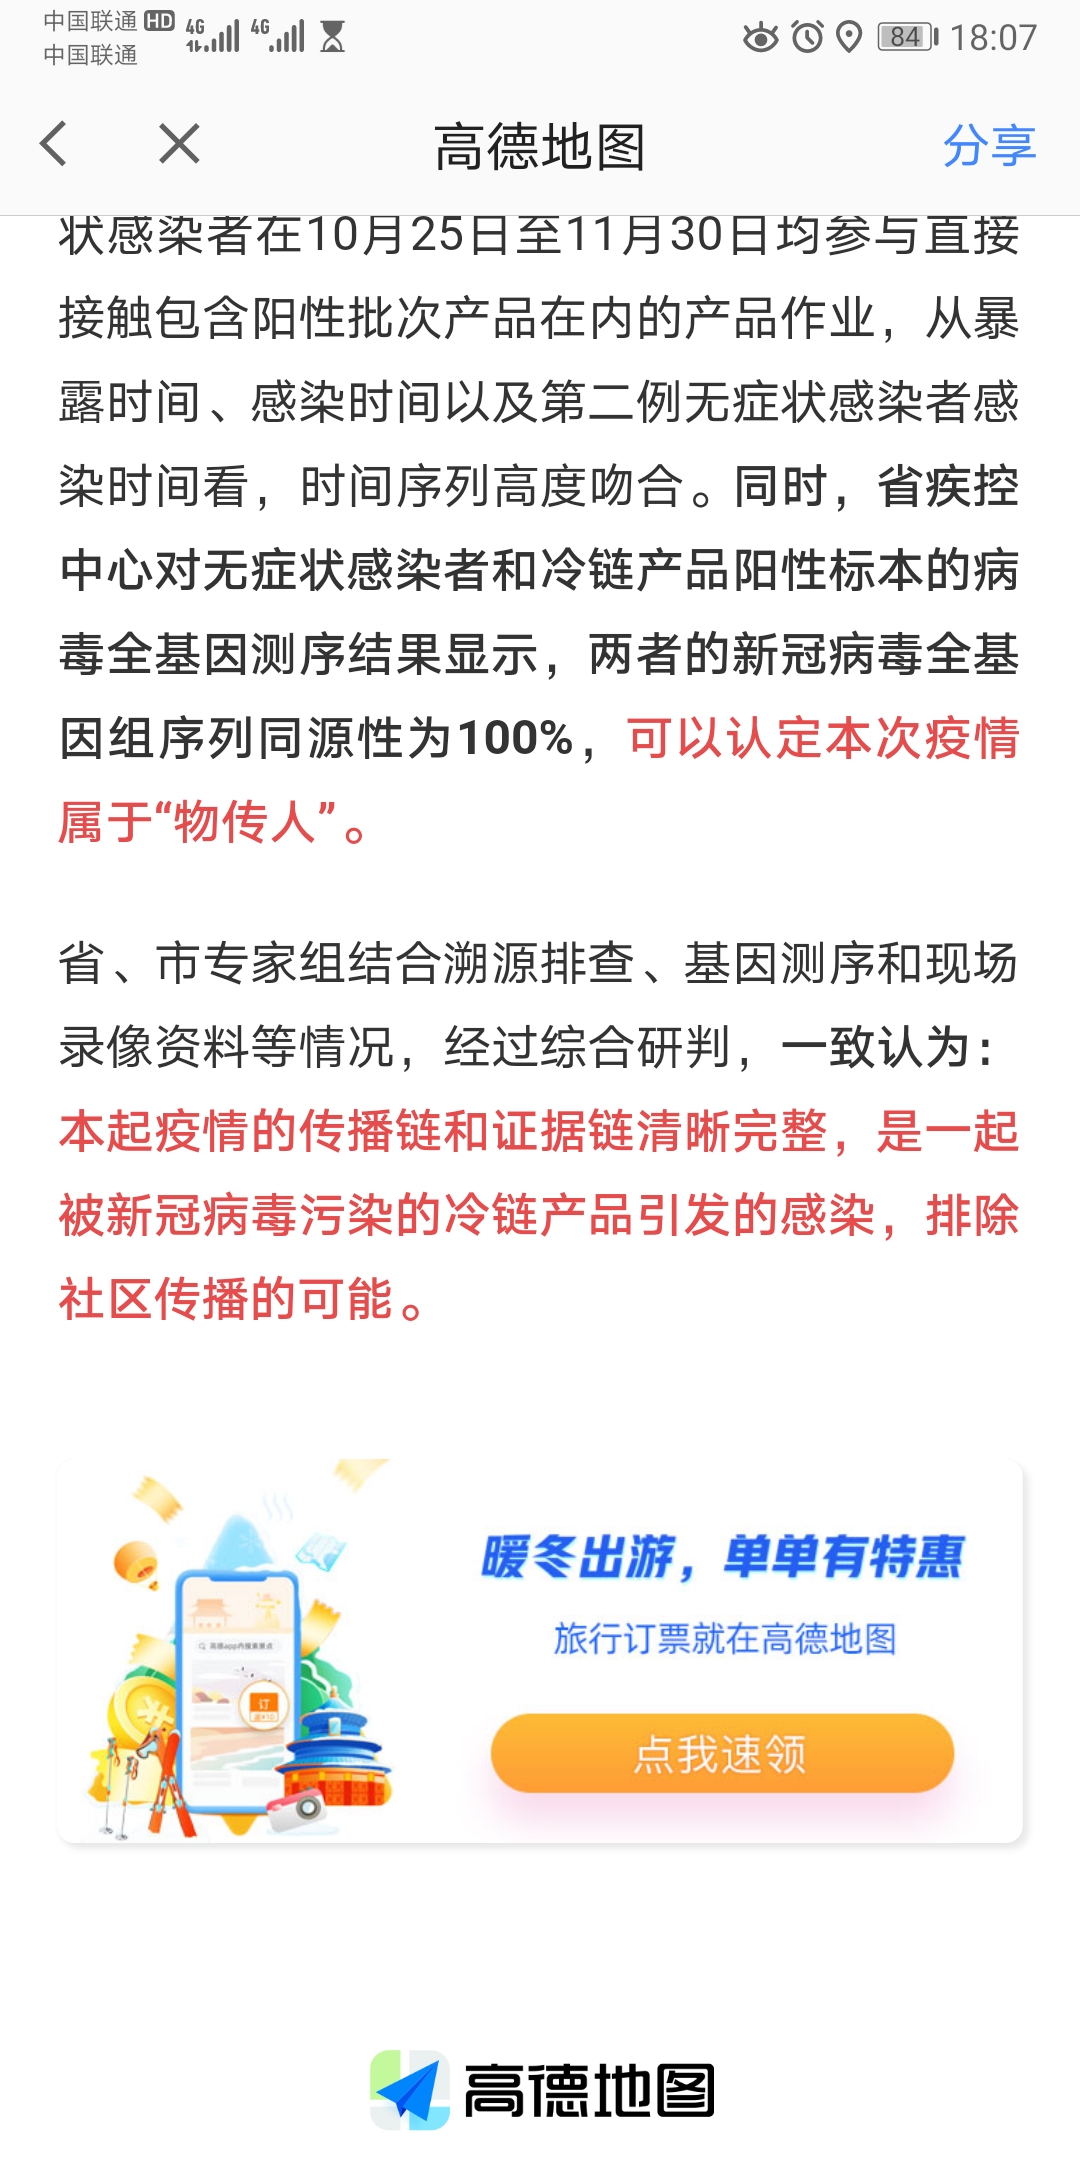 中国联通 HD 4G 4G 84 18:07
中国联通
高德地图 分享
状感染者在10月25日至11月30日均参与直接
接触包含阳性批次产品在内的产品作业，从暴
露时间、感染时间以及第二例无症状感染者感
染时间看，时间序列高度吻合。同时，省疾控
中心对无症状感染者和冷链产品阳性标本的病
毒全基因测序结果显示，两者的新冠病毒全基
因组序列同源性为100%，可以认定本次疫情
属于“物传人”。
省、市专家组结合溯源排查、基因测序和现场
录像资料等情况，经过综合研判，一致认为：
本起疫情的传播链和证据链清晰完整，是一起
被新冠病毒污染的冷链产品引发的感染，排除
社区传播的可能。
暖冬出游，单单有特惠
旅行订票就在高德地图
高德app内搜索景点
订
点我速领
高德地图